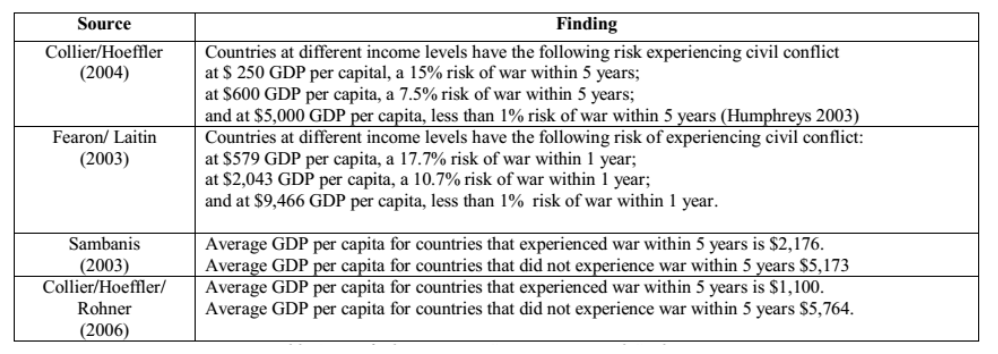 Source Finding
Collier/Hoeffler Countries at different income levels have the following risk experiencing civil conflict
(2004) at $ 250 GDP per capital, a 15% risk of war within 5 years;
at $600 GDP per capita, a 7.5% risk of war within 5 years;
and at $5,000 GDP per capita, less than 1% risk of war within 5 years (Humphreys 2003)
Fearon/ Laitin Countries at different income levels have the following risk of experiencing civil conflict:
(2003) at $579 GDP per capita, a 17.7% risk of war within 1 year;
at $2,043 GDP per capita, a 10.7% risk of war within 1 year;
and at $9,466 GDP per capita, less than 1% risk of war within 1 year.
Sambanis Average GDP per capita for countries that experienced war within 5 years is $2,176.
(2003) Average GDP per capita for countries that did not experience war within 5 years $5,173
Collier/Hoeffler/ Average GDP per capita for countries that experienced war within 5 years is $1,100.
Rohner Average GDP per capita for countries that did not experience war within 5 years $5,764.
(2006)